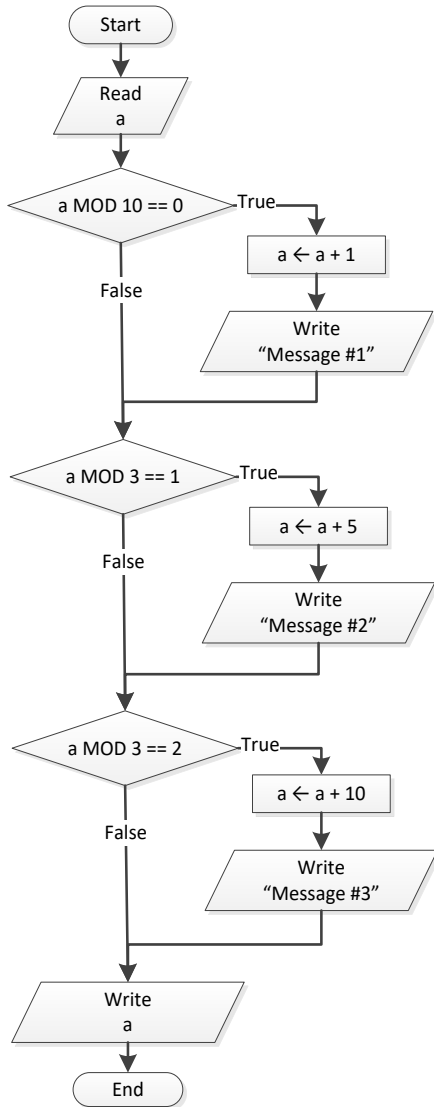 Start
Read
a
a MOD 10 == 0
True
a ← a + 1
False
Write
“Message #1”
a MOD 3 == 1
True
a ← a + 5
False
Write
“Message #2”
a MOD 3 == 2
True
a ← a + 10
False
Write
“Message #3”
Write
a
End